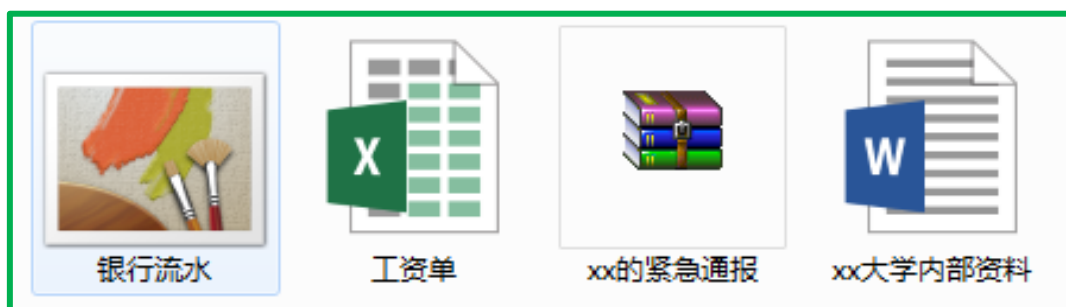 X
W
银行流水
工资单
xx的紧急通报
xx大学内部资料